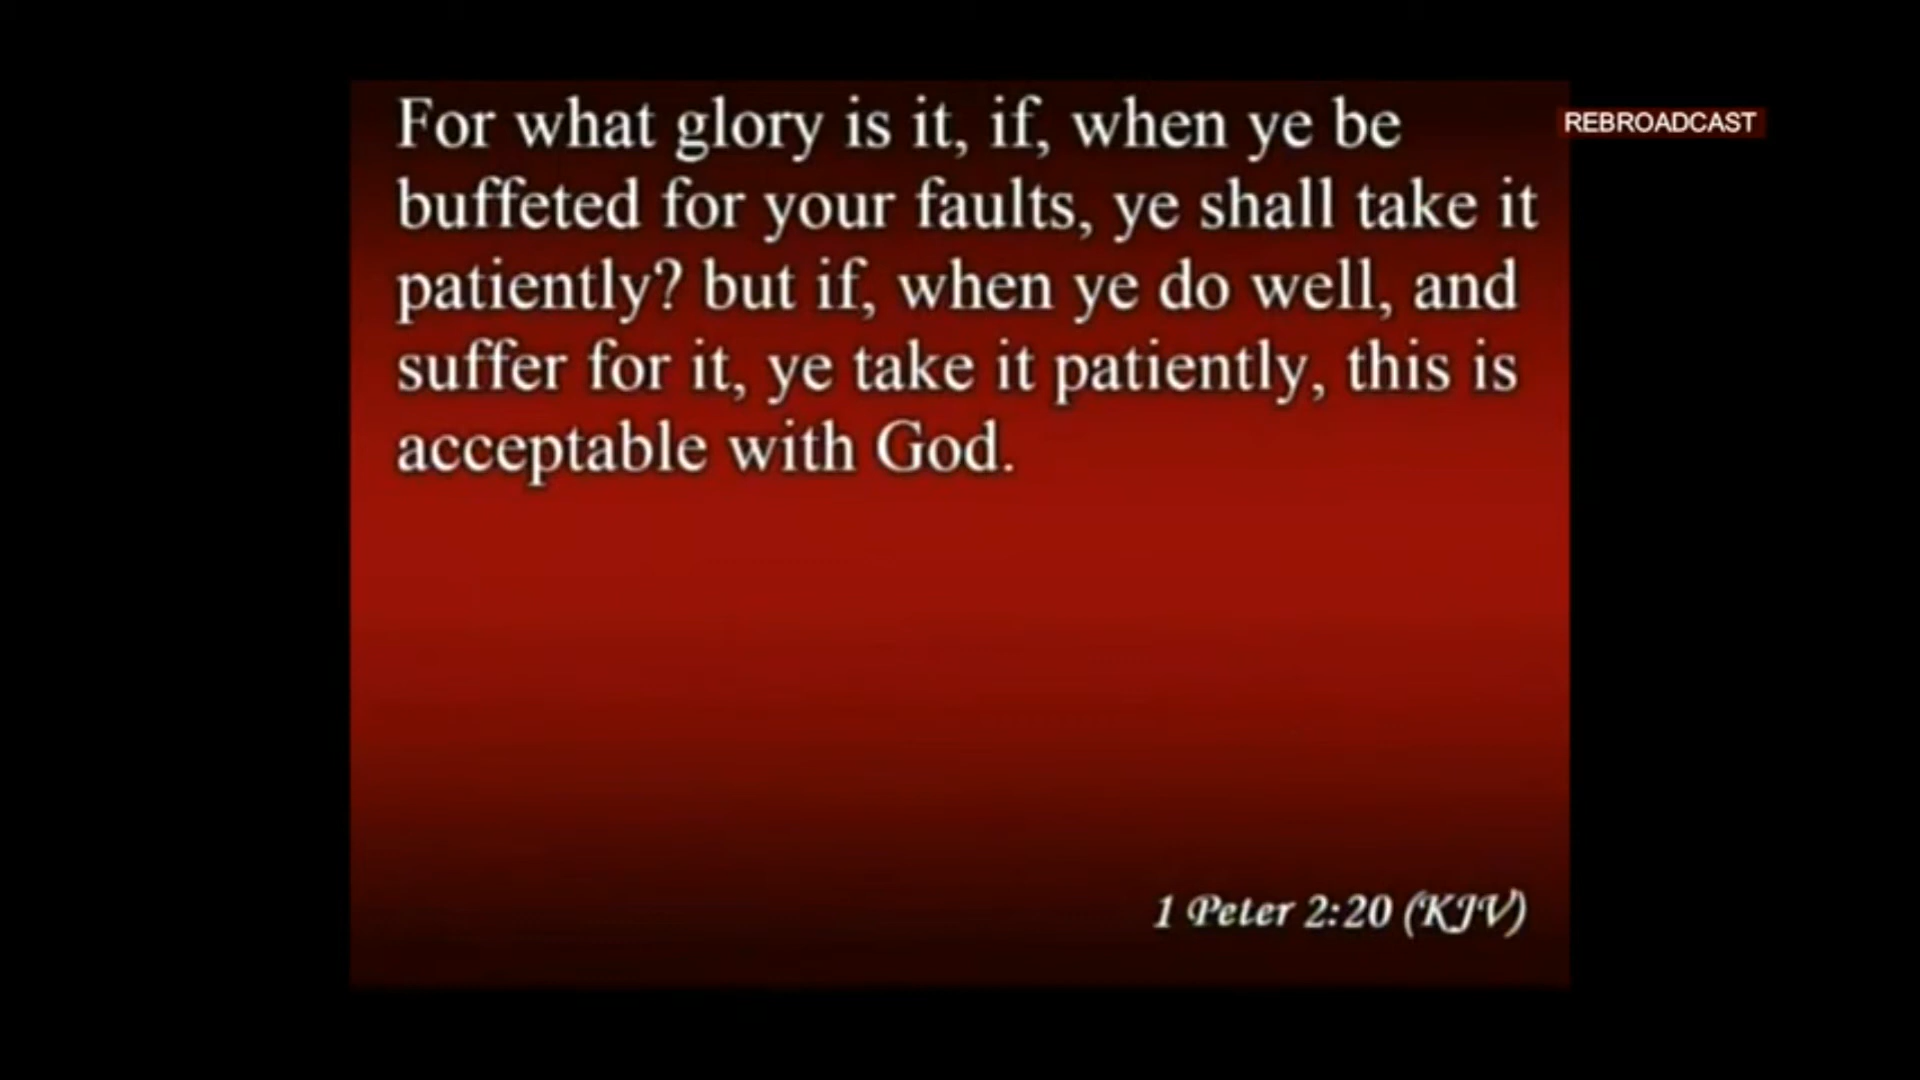 For what glory is it, if, when ye be
buffeted for your faults, ye shall take it
patiently? but if, when ye do well, and
suffer for it, ye take it patiently, this is
acceptable with God.
REBROADCAST
1 Peter 2:20 (KJV)